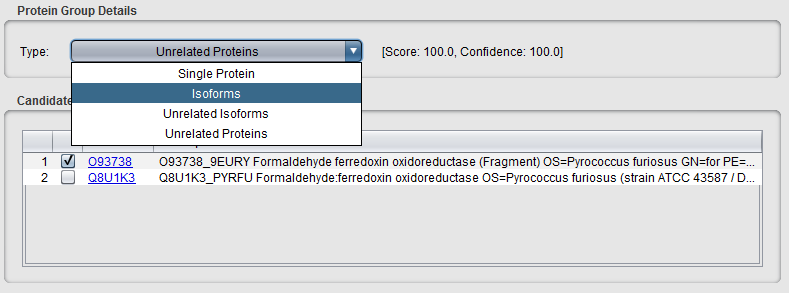 Protein Group Details
Type: Unrelated Proteins [Score: 100.0, Confidence: 100.0]
Single Protein
Isoforms
Unrelated Isoforms
Unrelated Proteins
Candidate
1 O93738 O93738_9EURY Formaldehyde ferredoxin oxidoreductase (Fragment) OS=Pyrococcus furiosus GN=for PE=...
2 Q8U1K3 Q8U1K3_PYRFU Formaldehyde:ferredoxin oxidoreductase OS=Pyrococcus furiosus (strain ATCC 43587 / D...